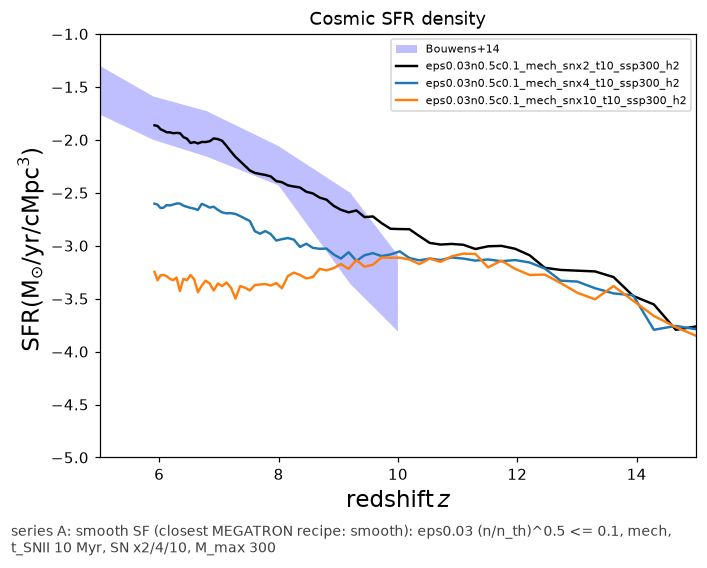 Cosmic SFR density
−1.0
−1.5
−2.0
−2.5
−3.0
−3.5
−4.0
−4.5
−5.0
SFR(M⊙/yr/cMpc³)
Bouwens+14
eps0.03n0.5c0.1_mech_snx2_t10_ssp300_h2
eps0.03n0.5c0.1_mech_snx4_t10_ssp300_h2
eps0.03n0.5c0.1_mech_snx10_t10_ssp300_h2
6 8 10 12 14
redshift z
series A: smooth SF (closest MEGATRON recipe: smooth): eps0.03 (n/n_th)^0.5 <= 0.1, mech,
t_SNII 10 Myr, SN x2/4/10, M_max 300